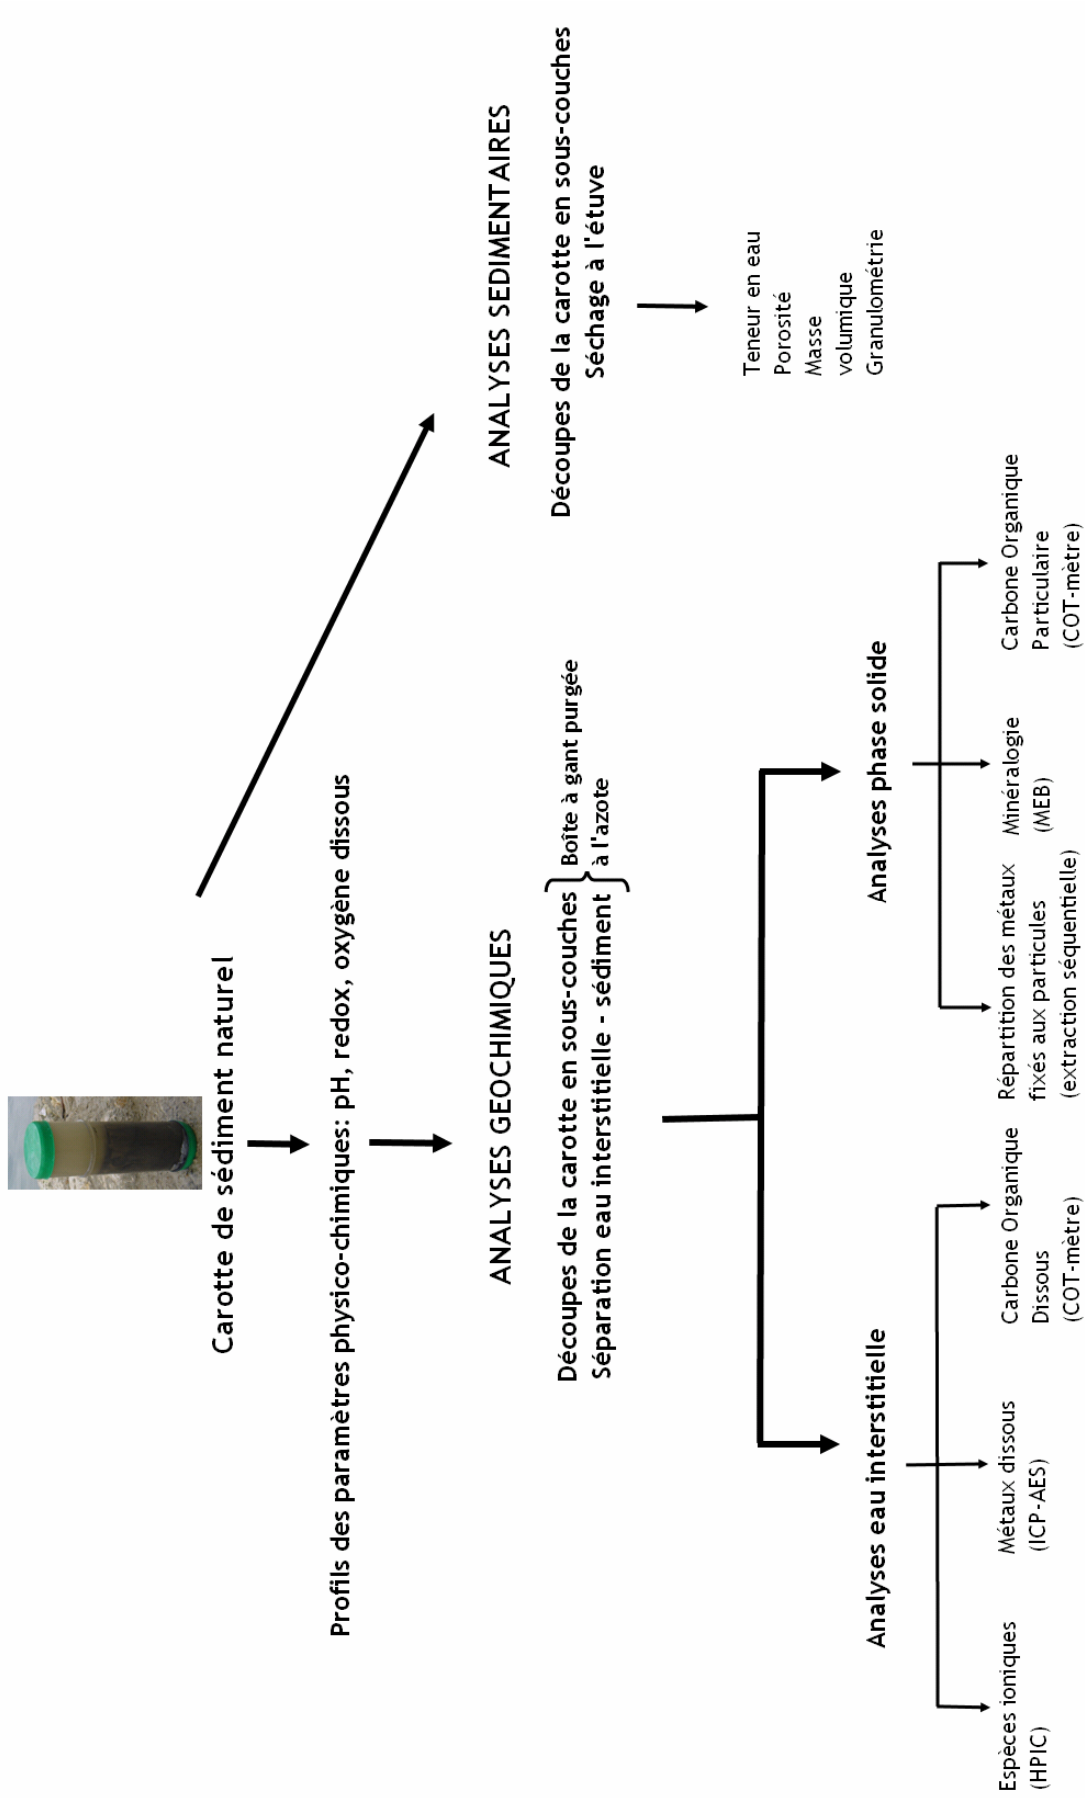 Carotte de sédiment naturel
Profils des paramètres physico-chimiques: pH, redox, oxygène dissous
ANALYSES GEOCHIMIQUES
Découpes de la carotte en sous-couches
Séparation eau interstitielle - sédiment
Boîte à gant purgée
à l'azote
ANALYSES SEDIMENTAIRES
Découpes de la carotte en sous-couches
Séchage à l'étuve
Teneur en eau
Porosité
Masse
volumique
Granulométrie
Analyses eau interstitielle
Espèces ioniques
(HPIC)
Métaux dissous
(ICP-AES)
Carbone Organique
Dissous
(COT-mètre)
Analyses phase solide
Répartition des métaux
fixés aux particules
(extraction séquentielle)
Minéralogie
(MEB)
Carbone Organique
Particulaire
(COT-mètre)